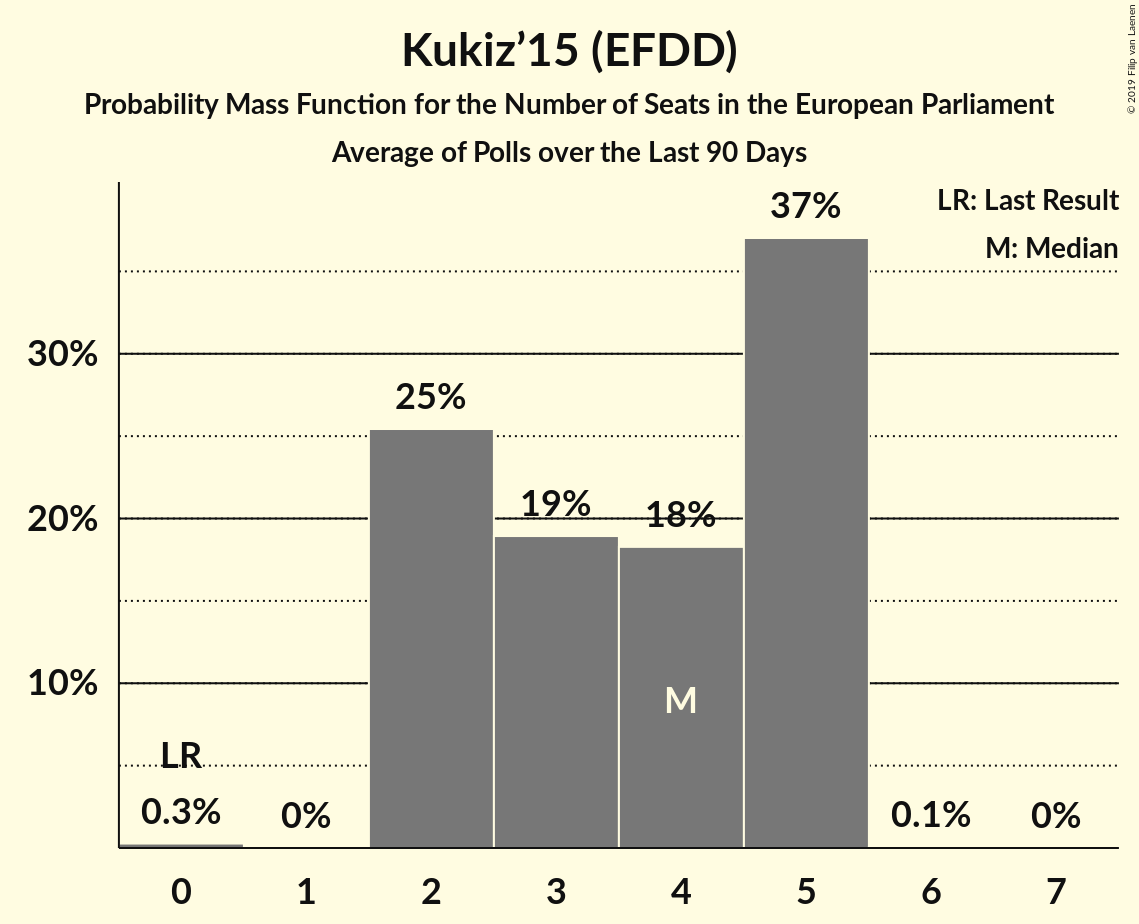 Kukiz’15 (EFDD)
Probability Mass Function for the Number of Seats in the European Parliament
Average of Polls over the Last 90 Days
© 2019 Filip van Laenen
LR: Last Result
M: Median
37%
30%
25%
19%
18%
20%
10%
M
LR
0.3%
0%
0.1%
0%
0 1 2 3 4 5 6 7